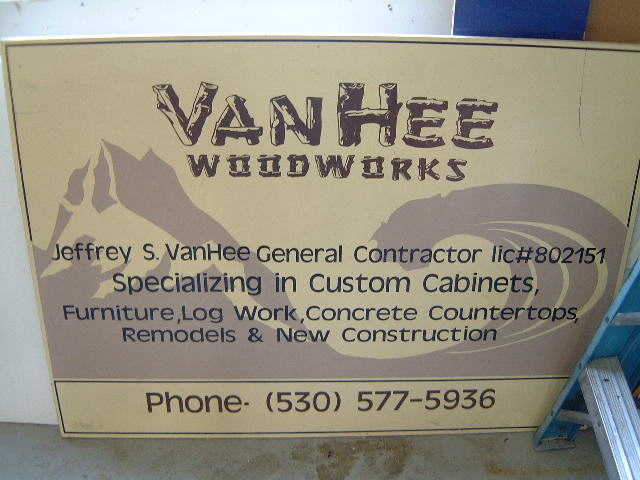 VANHEE
WOODWORKS
Jeffrey S. VanHee General Contractor lic#802151
Specializing in Custom Cabinets,
Furniture,Log Work,Concrete Countertops,
Remodels & New Construction
Phone- (530) 577-5936